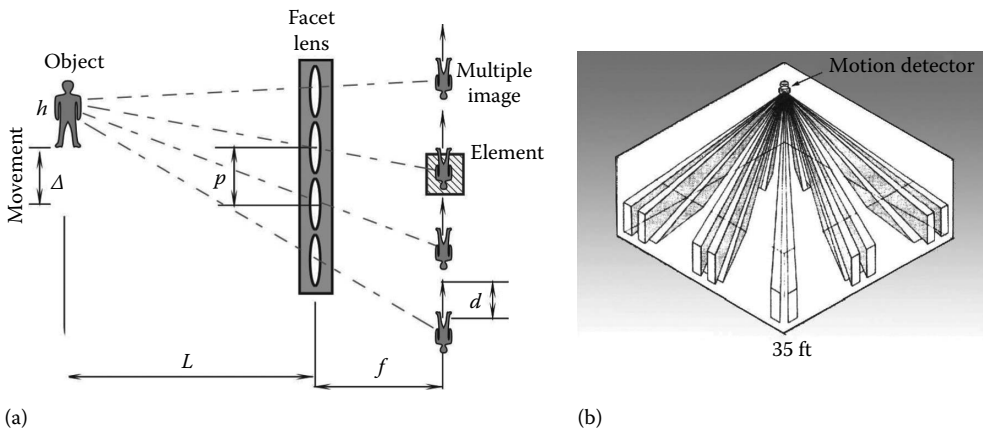 Facet
lens
Object
Multiple
image
h
Movement
Δ
p
Element
d
L
f
(a)
Motion detector
35 ft
(b)